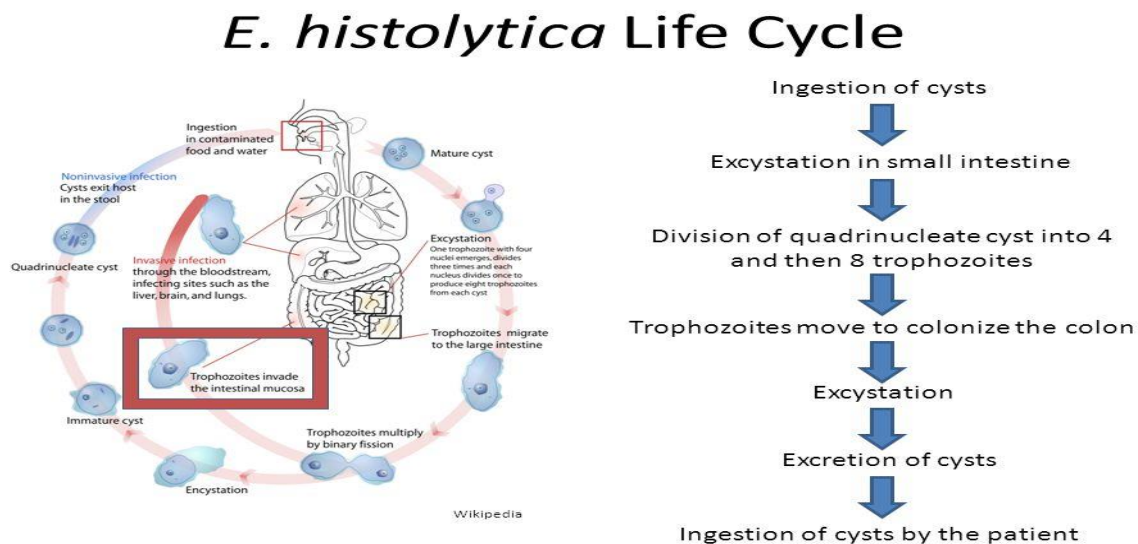 E. histolytica Life Cycle
Ingestion
in contaminated
food and water
Mature cyst
Noninvasive infection
Cysts exit host
in the stool
Excystation
One trophozoite with four
nuclei emerges, divides
three times and each
nucleus divides once to
produce eight trophozoites
from each cyst
Quadrinucleate cyst
Invasive infection
through the bloodstream,
infecting sites such as the
liver, brain, and lungs.
Trophozoites migrate
to the large intestine
Trophozoites invade
the intestinal mucosa
Immature cyst
Trophozoites multiply
by binary fission
Encystation
Wikipedia
Ingestion of cysts
Excystation in small intestine
Division of quadrinucleate cyst into 4
and then 8 trophozoites
Trophozoites move to colonize the colon
Excystation
Excretion of cysts
Ingestion of cysts by the patient